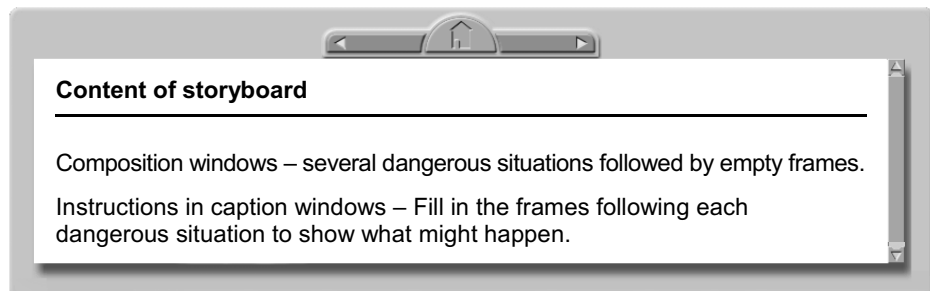 Content of storyboard
Composition windows – several dangerous situations followed by empty frames.
Instructions in caption windows – Fill in the frames following each
dangerous situation to show what might happen.